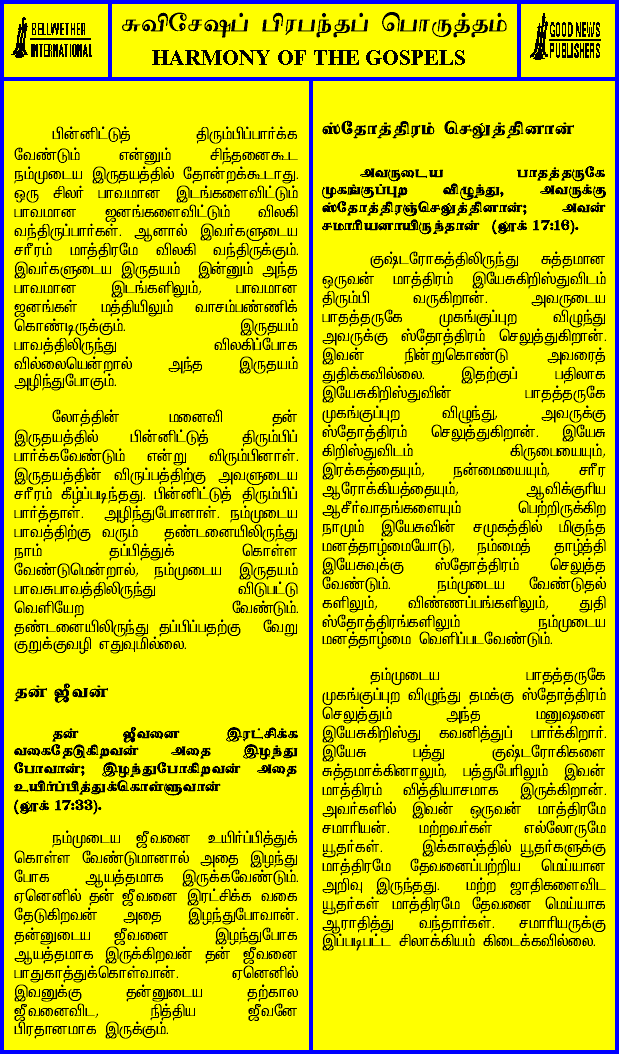 BELLWETHER
INTERNATIONAL
சுவிசேஷப் பிரபந்தப் பொருத்தம்
HARMONY OF THE GOSPELS
GOOD NEWS
PUBLISHERS
பின்னிட்டுத் திரும்பிப்பார்க்க
வேண்டும் என்னும் சிந்தனைகூட
நம்முடைய இருதயத்தில் தோன்றக்கூடாது.
ஒரு சிலர் பாவமான இடங்களைவிட்டும்
பாவமான ஜனங்களைவிட்டும் விலகி
வந்திருப்பார்கள். ஆனால் இவர்களுடைய
சரீரம் மாத்திரமே விலகி வந்திருக்கும்.
இவர்களுடைய இருதயம் இன்னும் அந்த
பாவமான இடங்களிலும், பாவமான
ஜனங்கள் மத்தியிலும் வாசம்பண்ணிக்
கொண்டிருக்கும். இருதயம்
பாவத்திலிருந்து விலகிப்போக
வில்லையென்றால் அந்த இருதயம்
அழிந்துபோகும்.
லோத்தின் மனைவி தன்
இருதயத்தில் பின்னிட்டுத் திரும்பிப்
பார்க்கவேண்டும் என்று விரும்பினாள்.
இருதயத்தின் விருப்பத்திற்கு அவளுடைய
சரீரம் கீழ்ப்படிந்தது. பின்னிட்டுத் திரும்பிப்
பார்த்தாள். அழிந்துபோனாள். நம்முடைய
பாவத்திற்கு வரும் தண்டனையிலிருந்து
நாம் தப்பித்துக் கொள்ள
வேண்டுமென்றால், நம்முடைய இருதயம்
பாவசுபாவத்திலிருந்து விடுபட்டு
வெளியேற வேண்டும்.
தண்டனையிலிருந்து தப்பிப்பதற்கு வேறு
குறுக்குவழி எதுவுமில்லை.
தன் ஜீவன்
தன் ஜீவனை இரட்சிக்க
வகைதேடுகிறவன் அதை இழந்து
போவான்; இழந்துபோகிறவன் அதை
உயிர்ப்பித்துக்கொள்ளுவான்
(லூக் 17:33).
நம்முடைய ஜீவனை உயிர்ப்பித்துக்
கொள்ள வேண்டுமானால் அதை இழந்து
போக ஆயத்தமாக இருக்கவேண்டும்.
ஏனெனில் தன் ஜீவனை இரட்சிக்க வகை
தேடுகிறவன் அதை இழந்துபோவான்.
தன்னுடைய ஜீவனை இழந்துபோக
ஆயத்தமாக இருக்கிறவன் தன் ஜீவனை
பாதுகாத்துக்கொள்வான். ஏனெனில்
இவனுக்கு தன்னுடைய தற்கால
ஜீவனைவிட, நித்திய ஜீவனே
பிரதானமாக இருக்கும்.
ஸ்தோத்திரம் செலுத்தினான்
அவருடைய பாதத்தருகே
முகங்குப்புற விழுந்து, அவருக்கு
ஸ்தோத்திரஞ்செலுத்தினான்; அவன்
சமாரியனாயிருந்தான் (லூக் 17:16).
குஷ்டரோகத்திலிருந்து சுத்தமான
ஒருவன் மாத்திரம் இயேசுகிறிஸ்துவிடம்
திரும்பி வருகிறான். அவருடைய
பாதத்தருகே முகங்குப்புற விழுந்து
அவருக்கு ஸ்தோத்திரம் செலுத்துகிறான்.
இவன் நின்றுகொண்டு அவரைத்
துதிக்கவில்லை. இதற்குப் பதிலாக
இயேசுகிறிஸ்துவின் பாதத்தருகே
முகங்குப்புற விழுந்து, அவருக்கு
ஸ்தோத்திரம் செலுத்துகிறான். இயேசு
கிறிஸ்துவிடம் கிருபையையும்,
இரக்கத்தையும், நன்மையையும், சரீர
ஆரோக்கியத்தையும், ஆவிக்குரிய
ஆசீர்வாதங்களையும் பெற்றிருக்கிற
நாமும் இயேசுவின் சமுகத்தில் மிகுந்த
மனத்தாழ்மையோடு, நம்மைத் தாழ்த்தி
இயேசுவுக்கு ஸ்தோத்திரம் செலுத்த
வேண்டும். நம்முடைய வேண்டுதல்
களிலும், விண்ணப்பங்களிலும், துதி
ஸ்தோத்திரங்களிலும் நம்முடைய
மனத்தாழ்மை வெளிப்படவேண்டும்.
தம்முடைய பாதத்தருகே
முகங்குப்புற விழுந்து தமக்கு ஸ்தோத்திரம்
செலுத்தும் அந்த மனுஷனை
இயேசுகிறிஸ்து கவனித்துப் பார்க்கிறார்.
இயேசு பத்து குஷ்டரோகிகளை
சுத்தமாக்கினாலும், பத்துபேரிலும் இவன்
மாத்திரம் வித்தியாசமாக இருக்கிறான்.
அவர்களில் இவன் ஒருவன் மாத்திரமே
சமாரியன். மற்றவர்கள் எல்லோருமே
யூதர்கள். இக்காலத்தில் யூதர்களுக்கு
மாத்திரமே தேவனைப்பற்றிய மெய்யான
அறிவு இருந்தது. மற்ற ஜாதிகளைவிட
யூதர்கள் மாத்திரமே தேவனை மெய்யாக
ஆராதித்து வந்தார்கள். சமாரியருக்கு
இப்படிபட்ட சிலாக்கியம் கிடைக்கவில்லை.